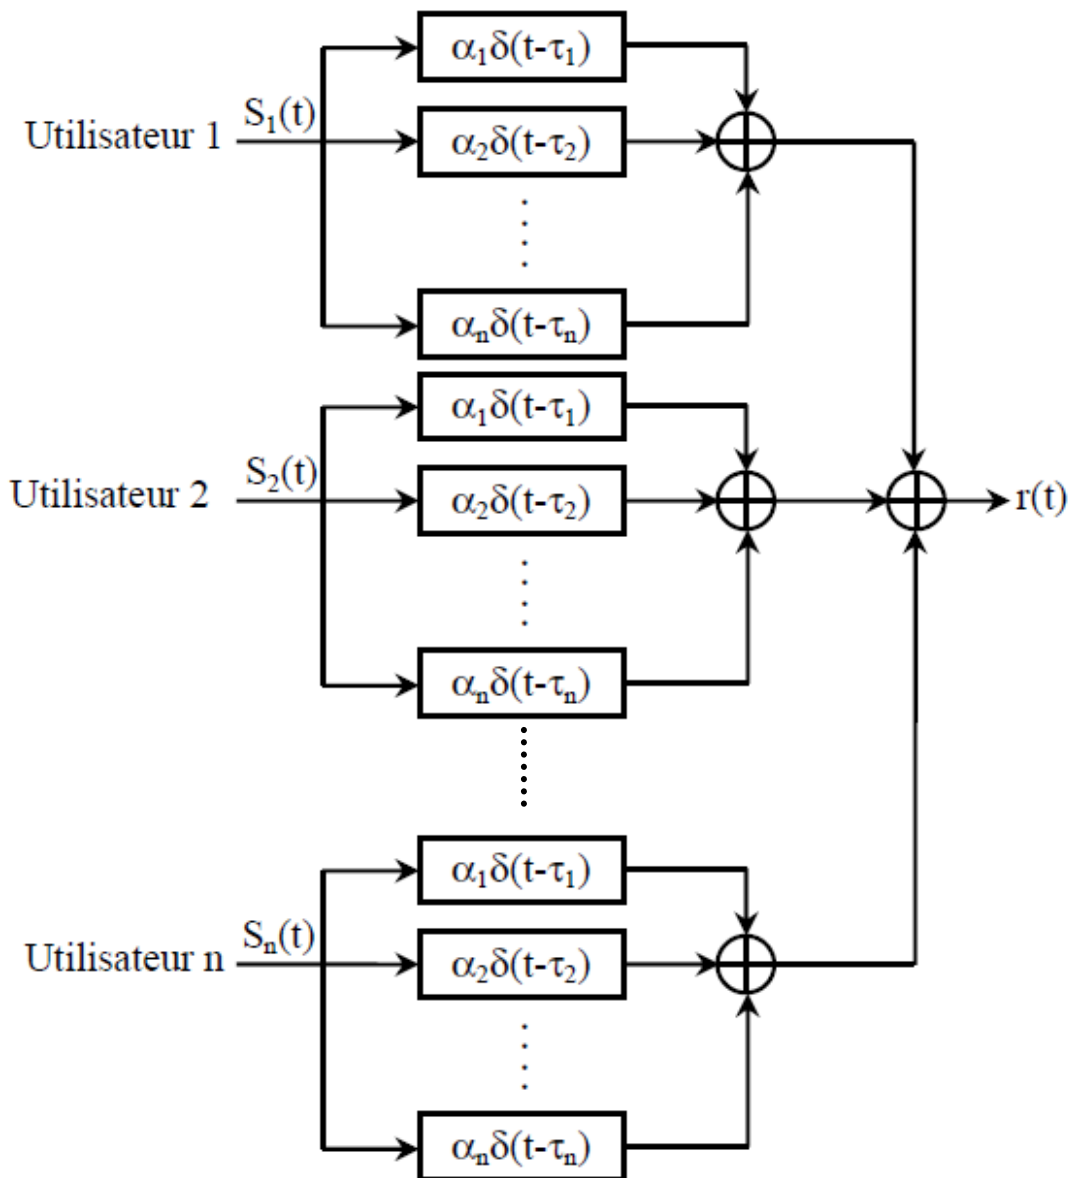 α₁δ(t-τ₁)
S₁(t)
Utilisateur 1
α₂δ(t-τ₂)
αₙδ(t-τₙ)
α₁δ(t-τ₁)
S₂(t)
Utilisateur 2
α₂δ(t-τ₂)
r(t)
αₙδ(t-τₙ)
α₁δ(t-τ₁)
Sₙ(t)
Utilisateur n
α₂δ(t-τ₂)
αₙδ(t-τₙ)